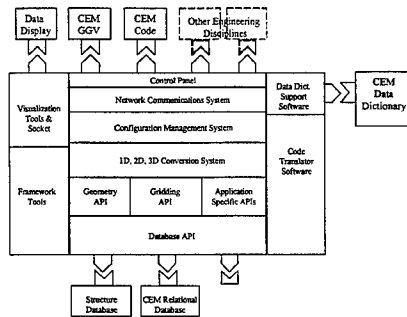 Data
Display
CEM
GGV
CEM
Code
Other Engineering
Disciplines
Control Panel
Network Communications System
Configuration Management System
1D, 2D, 3D Conversion System
Visualization
Tools & Socket
Framework
Tools
Geometry
API
Gridding
API
Application
Specific APIs
Database API
Data Dict.
Support
Software
Code
Translator
Software
CEM
Data
Dictionary
Structure
Database
CEM Relational
Database